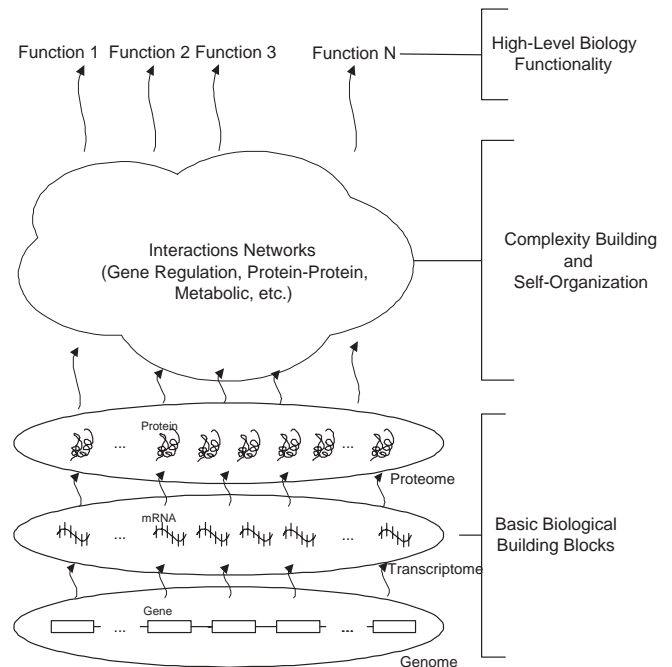 Function 1
Function 2
Function 3
Function N
High-Level Biology
Functionality
Interactions Networks
(Gene Regulation, Protein-Protein,
Metabolic, etc.)
Complexity Building
and
Self-Organization
Protein
...
...
Proteome
mRNA
...
...
Transcriptome
Basic Biological
Building Blocks
Gene
...
...
Genome